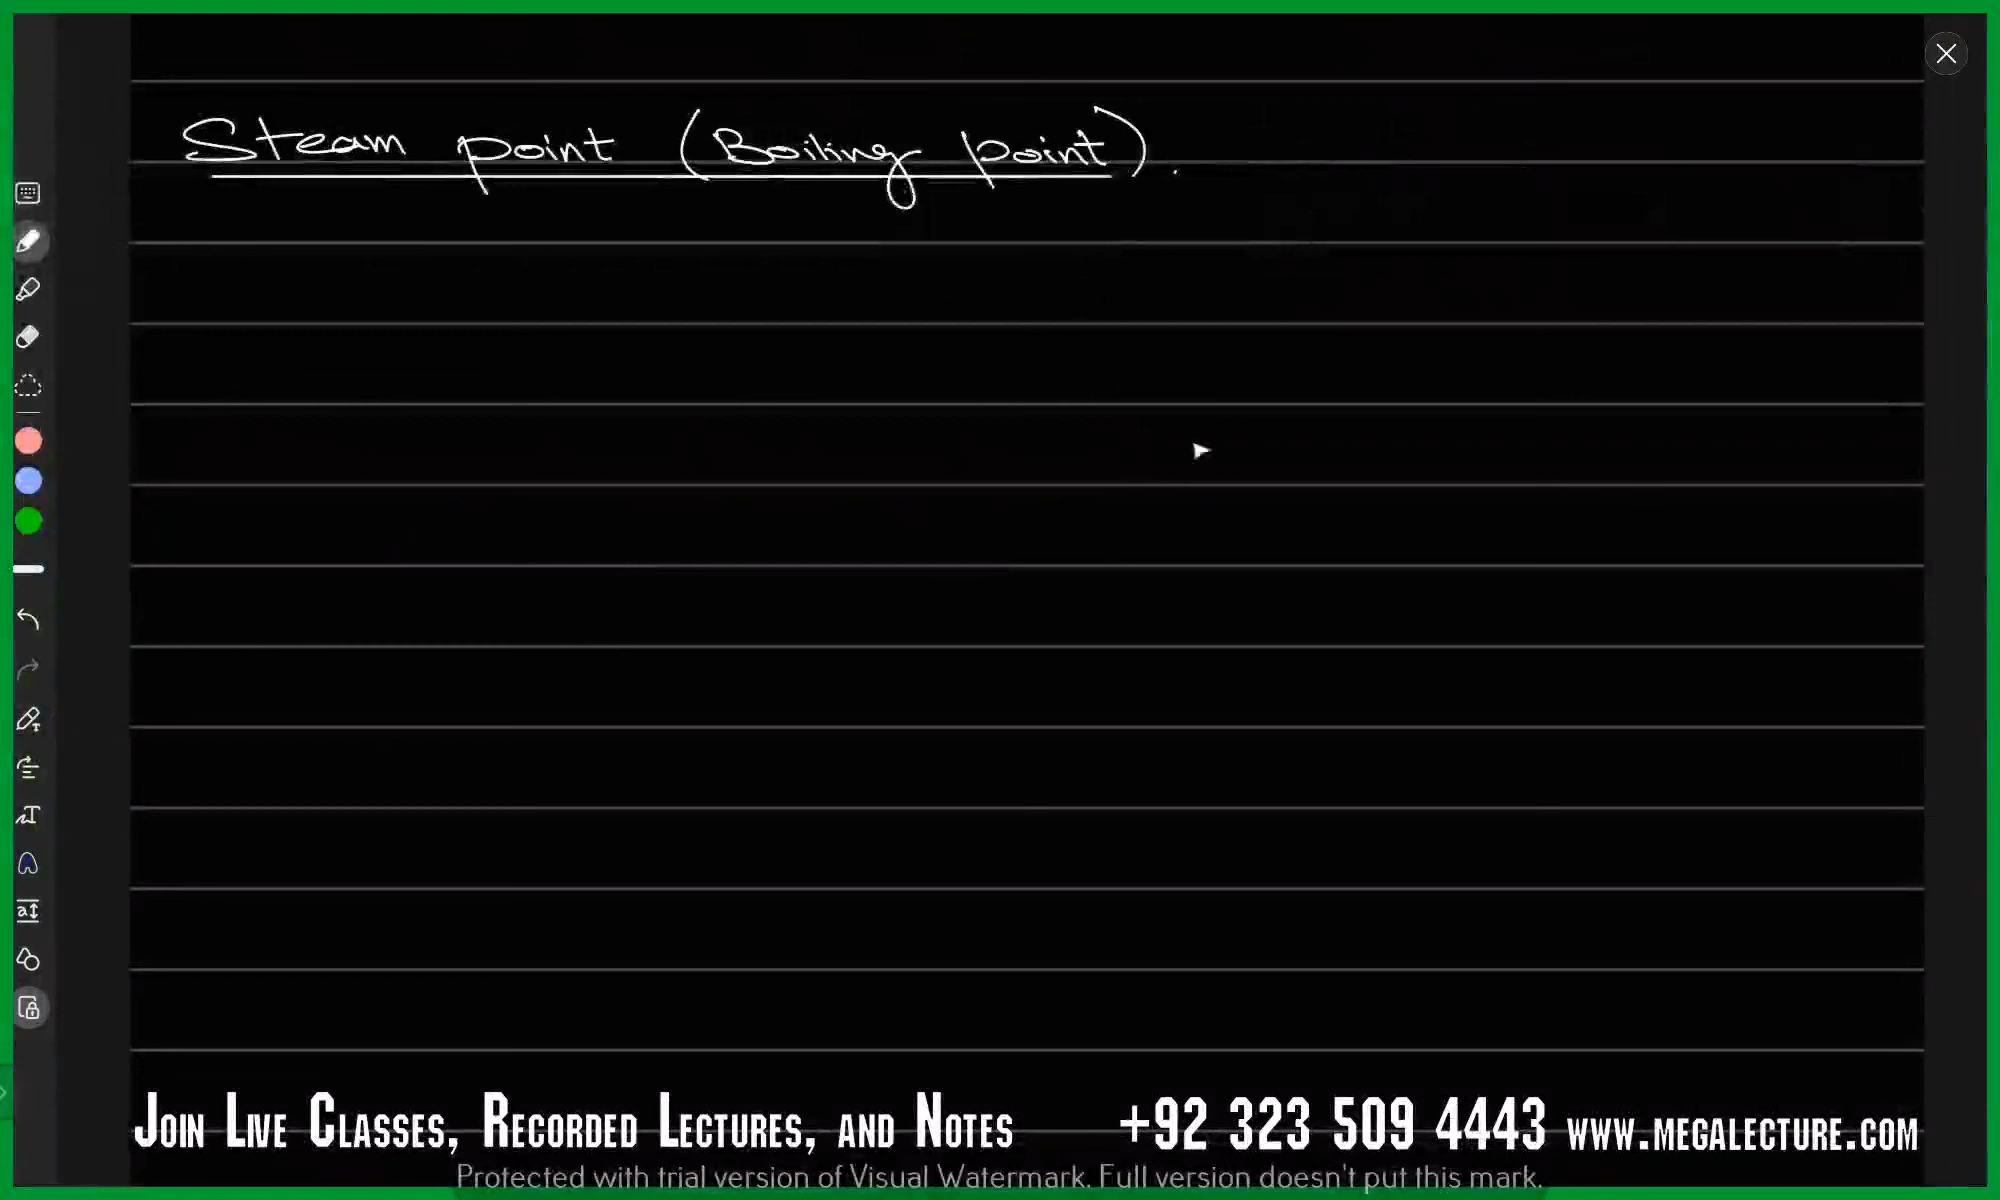 Steam point (Boiling point).
JOIN LIVE CLASSES, RECORDED LECTURES, AND NOTES +92 323 509 4443 WWW.MEGALECTURE.COM
Protected with trial version of Visual Watermark. Full version doesn't put this mark.